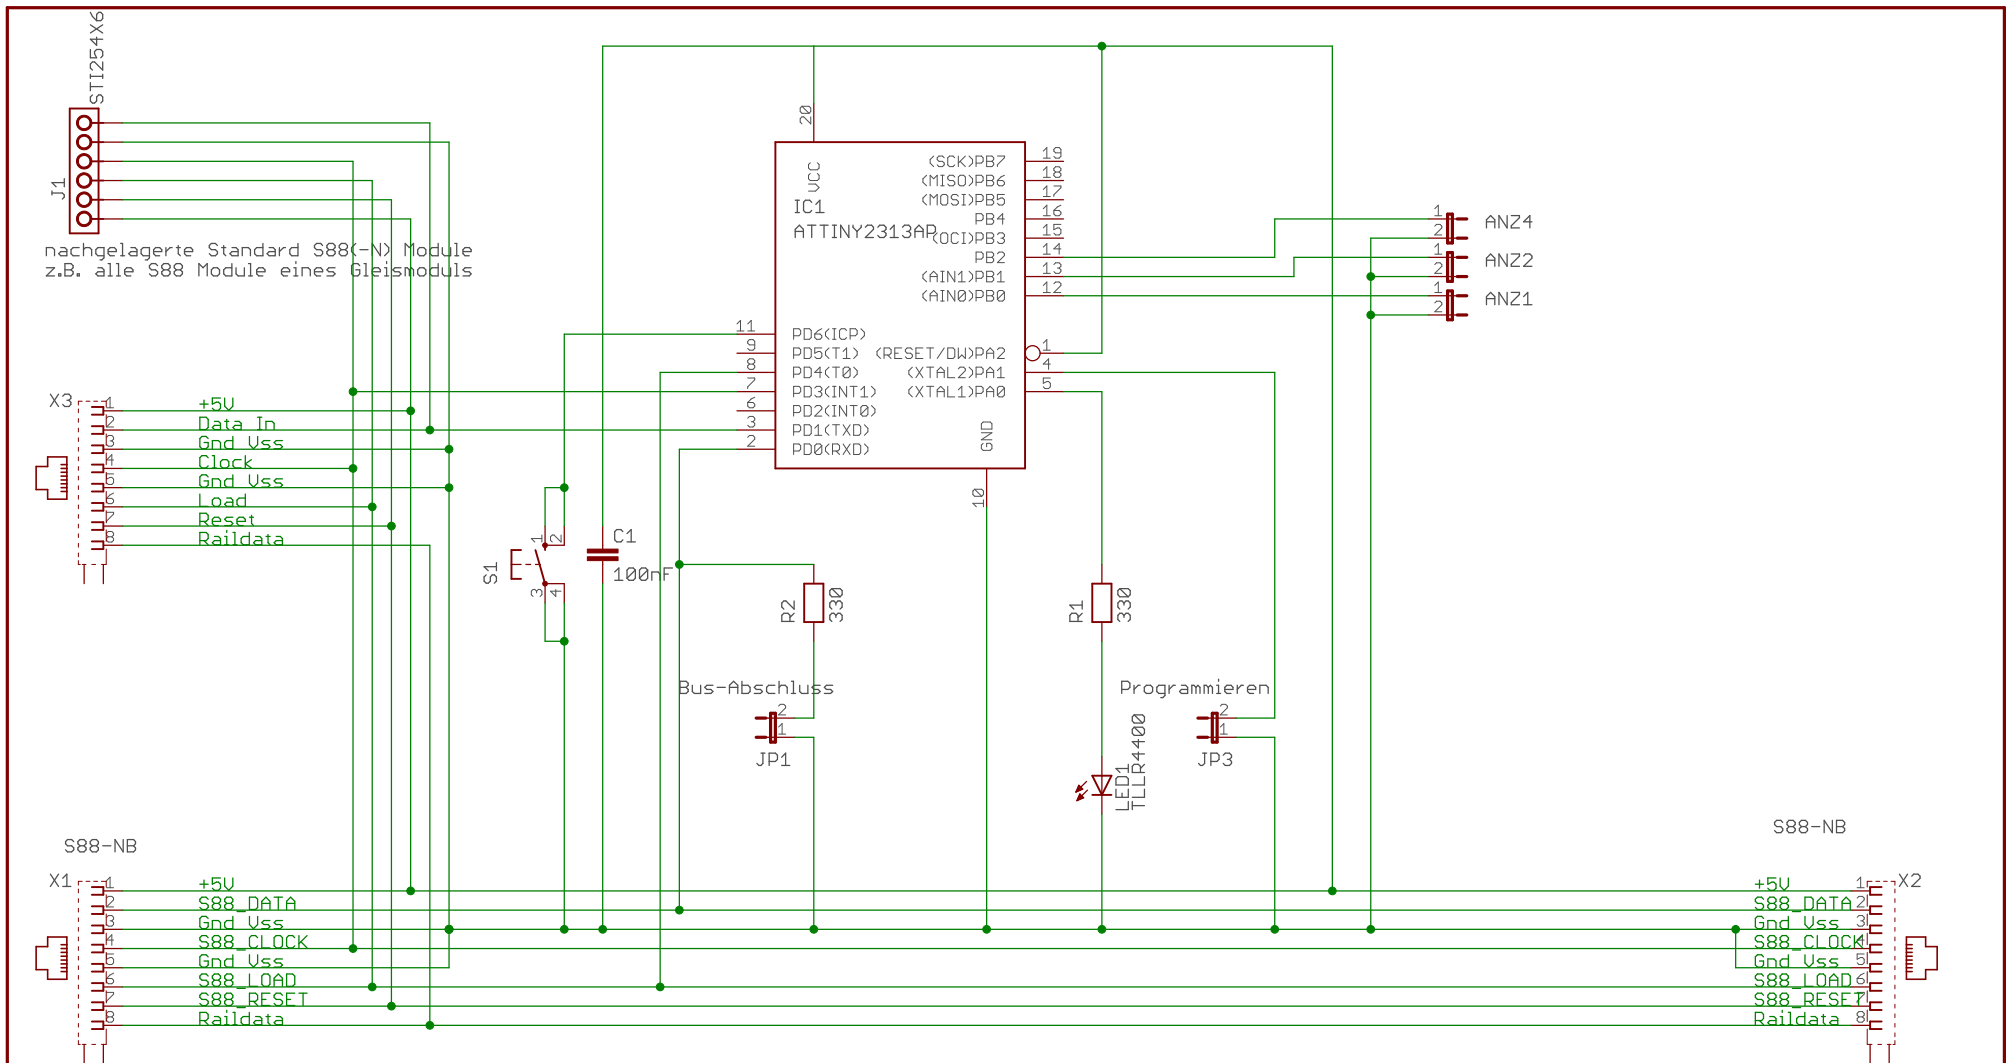 STI254X6
J1
nachgelagerte Standard S88(-N) Module
z.B. alle S88 Module eines Gleismoduls
20
VCC
IC1
ATTINY2313AP
(SCK)PB7 19
(MISO)PB6 18
(MOSI)PB5 17
PB4 16
(OCI)PB3 15
PB2 14
(AIN1)PB1 13
(AIN0)PB0 12
11 PD6(ICP)
9 PD5(T1) (RESET/DW)PA2 1
8 PD4(T0) (XTAL2)PA1 4
7 PD3(INT1) (XTAL1)PA0 5
6 PD2(INT0)
3 PD1(TXD)
2 PD0(RXD)
GND
10
1
2
ANZ4
1
2
ANZ2
1
2
ANZ1
X3
1 +5V
2 Data In
3 Gnd Vss
4 Clock
5 Gnd Vss
6 Load
7 Reset
8 Raildata
S1
1 2
3 4
C1
100nF
R2
330
R1
330
Bus-Abschluss
2
1
JP1
Programmieren
2
1
JP3
LED1
TLLR4400
S88-NB
X1
1 +5V
2 S88_DATA
3 Gnd Vss
4 S88_CLOCK
5 Gnd Vss
6 S88_LOAD
7 S88_RESET
8 Raildata
S88-NB
X2
+5V 1
S88_DATA 2
Gnd Vss 3
S88_CLOCK 4
Gnd Vss 5
S88_LOAD 6
S88_RESET 7
Raildata 8